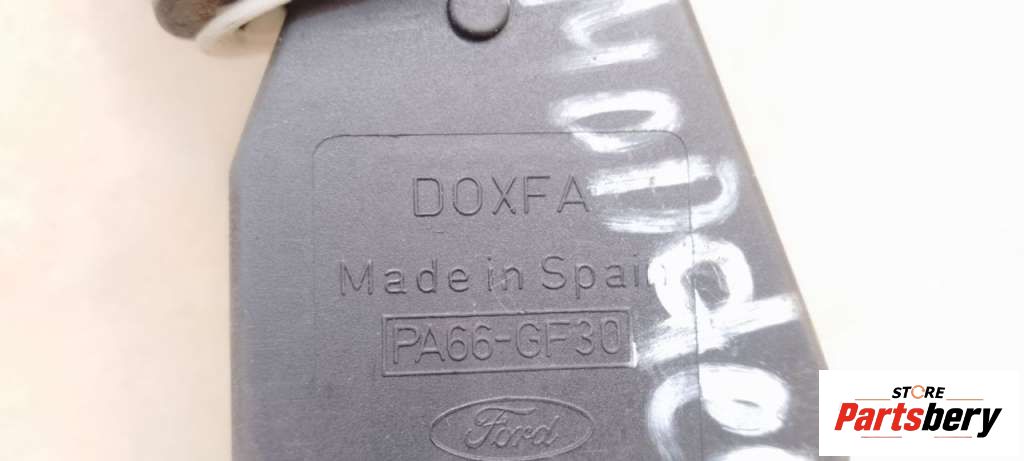 DOXFA
Made in Spain
PA66-GF30
Ford
STORE
Partsbery